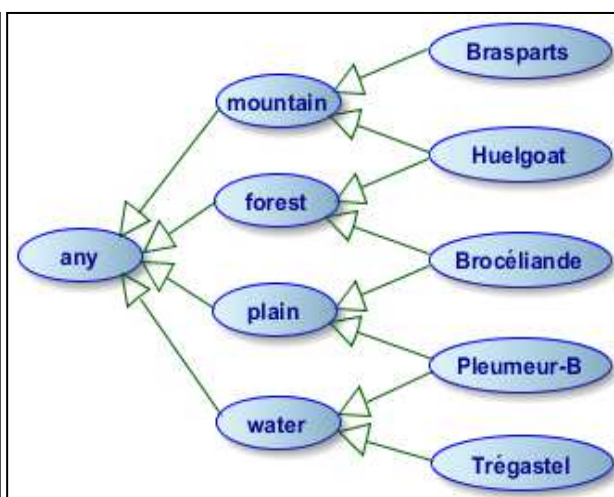 Brasparts
mountain
Huelgoat
forest
any
Brocéliande
plain
Pleumeur-B
water
Trégastel